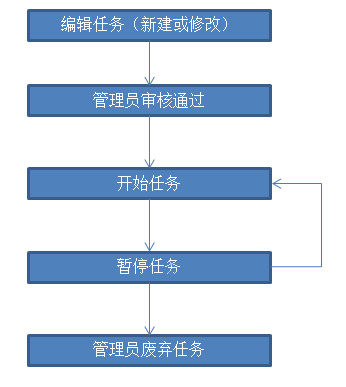 编辑任务（新建或修改）
管理员审核通过
开始任务
暂停任务
管理员废弃任务